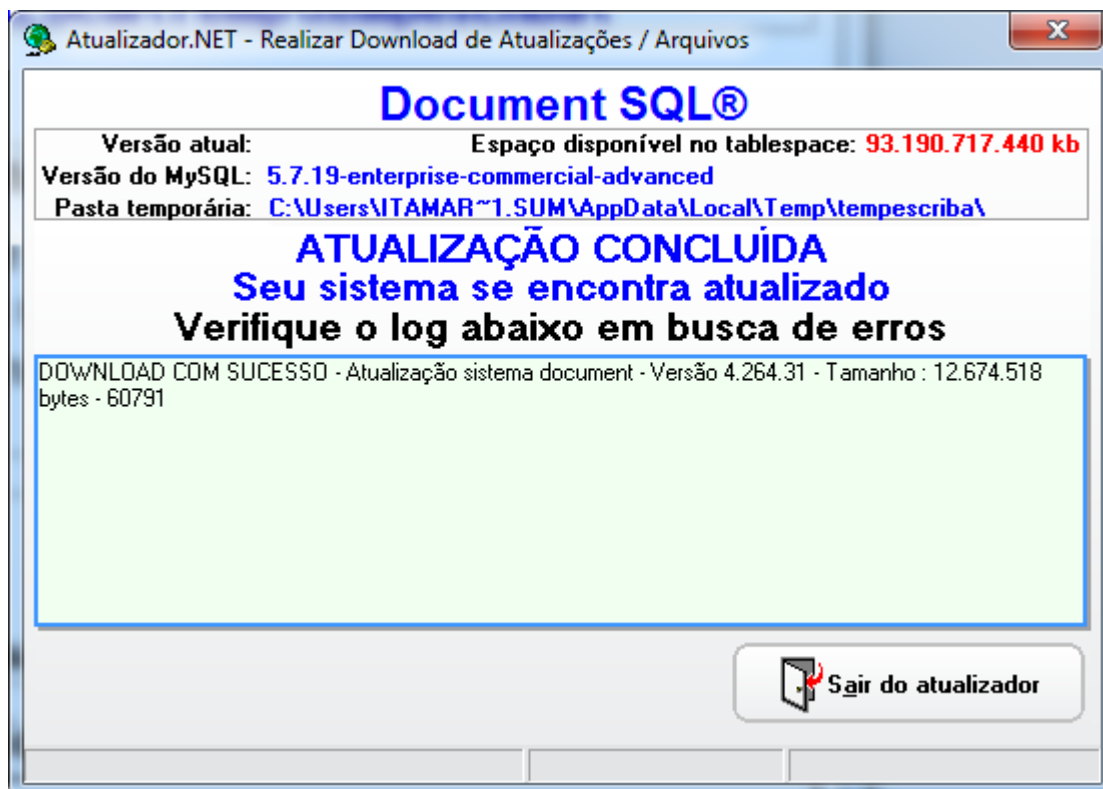 Atualizador.NET - Realizar Download de Atualizações / Arquivos
Document SQL®
Versão atual: Espaço disponível no tablespace: 93.190.717.440 kb
Versão do MySQL: 5.7.19-enterprise-commercial-advanced
Pasta temporária: C:\Users\ITAMAR~1.SUM\AppData\Local\Temp\tempescriba\
ATUALIZAÇÃO CONCLUÍDA
Seu sistema se encontra atualizado
Verifique o log abaixo em busca de erros
DOWNLOAD COM SUCESSO - Atualização sistema document - Versão 4.264.31 - Tamanho : 12.674.518
bytes - 60791
Sair do atualizador